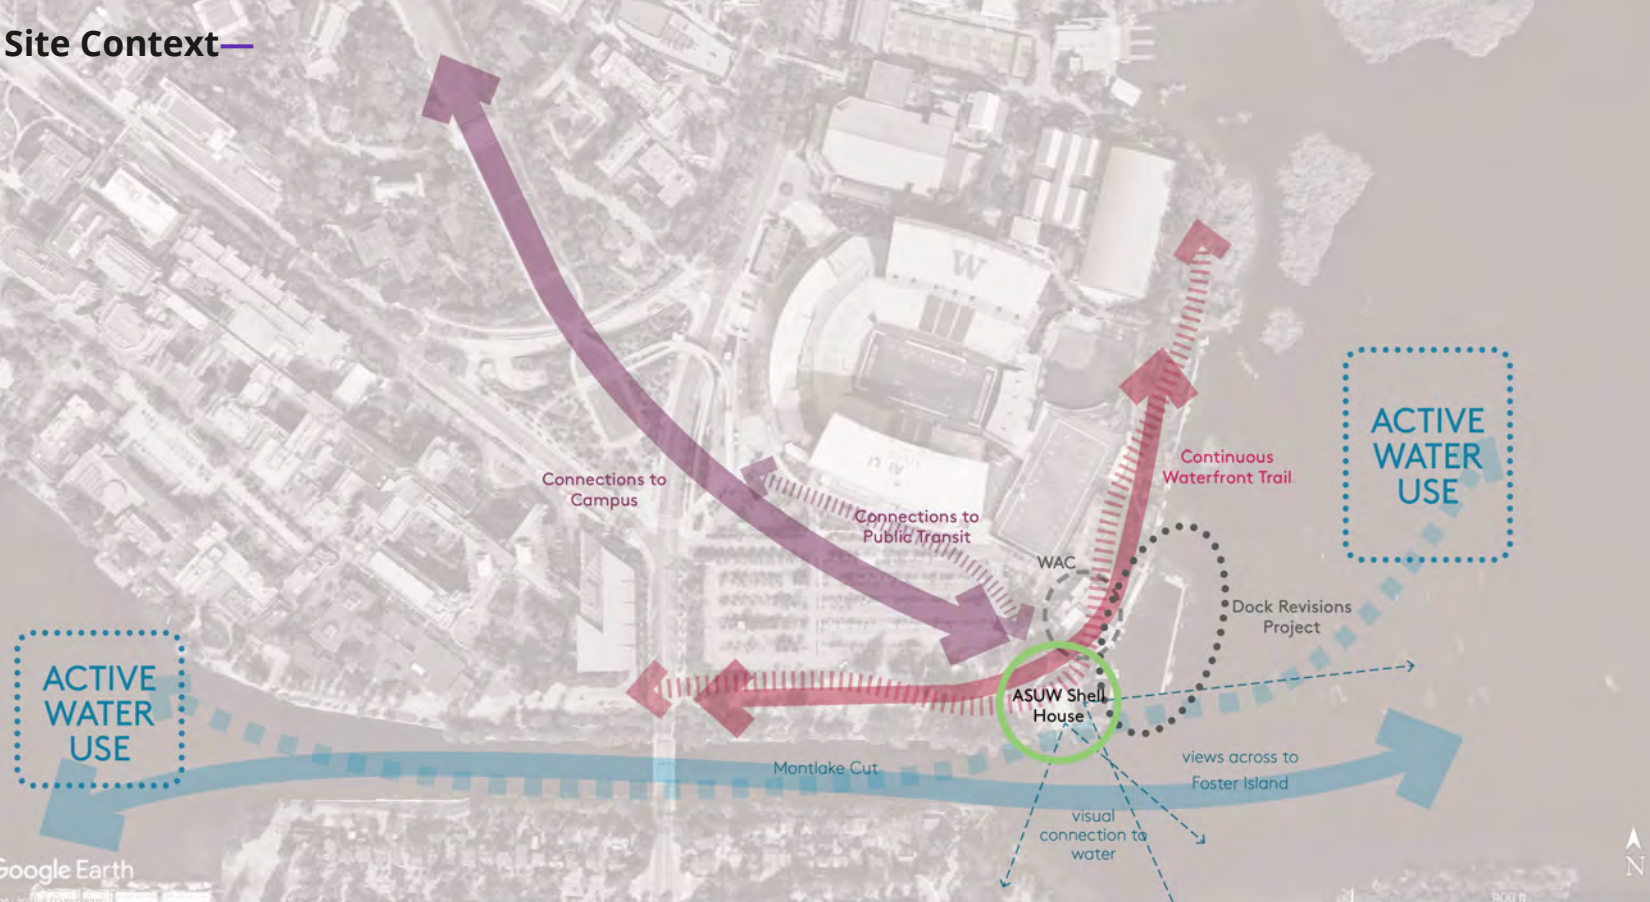 Site Context—
W
Connections to
Campus
Connections to
Public Transit
Continuous
Waterfront Trail
ACTIVE
WATER
USE
WAC
Dock Revisions
Project
ACTIVE
WATER
USE
ASUW Shell
House
Montlake Cut
views across to
Foster Island
visual
connection to
water
Google Earth
N
900 ft